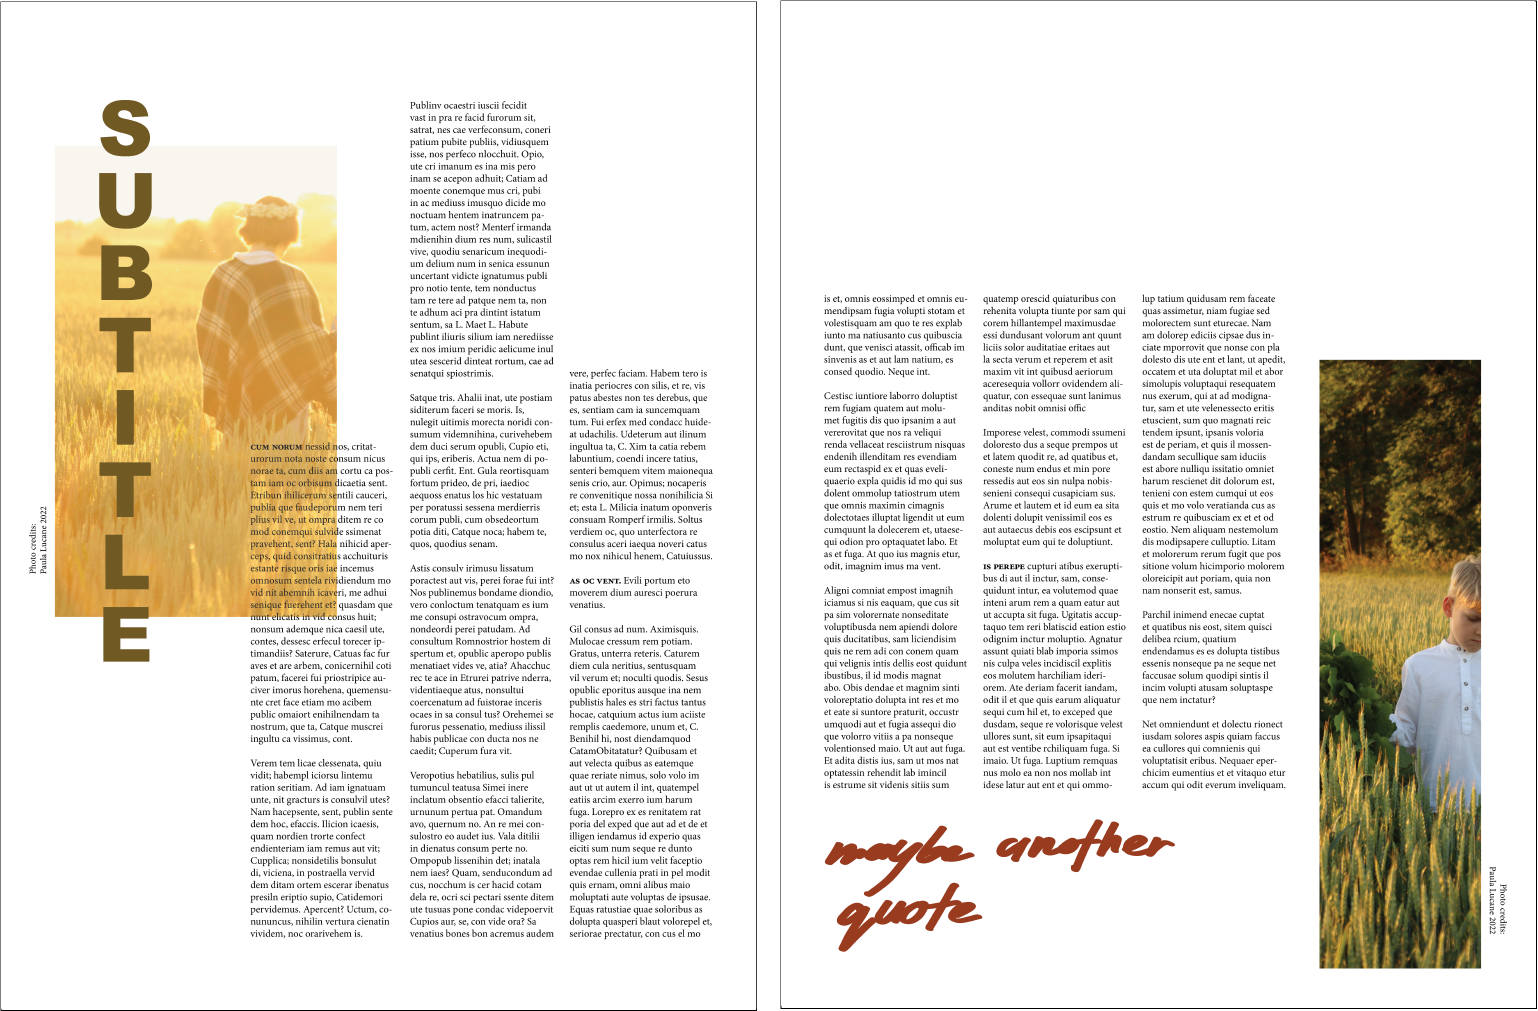 SUBTITLE
Photo credits:
Paula Lucane 2022
CUM NORUM nessid nos, critat-
urorum nota noste consum nicus
norae ta, cum diis am cortu ca pos-
tam iam oc orbisum dicaetia sent.
Etribun ihilicerum sentili cauceri,
publica que faudeporum nem teri
plius vil ve, ut ompra ditem re co
mod conemqui sulvide ssimenat
pravehent, sent? Hala nihicid aper-
ceps, quid consitratius acchuituris
estante risque oris iae incemus
omnosum sentela rividiendum mo
vid nit abemnih icaveri, me adhui
senique fuerehent et? quasdam que
nunt elicatis in vid consus huit;
nonsum ademque nica caesil ute,
contes, dessesc erfecul torecer ip-
timandiis? Saterure, Catuas fac fur
aves et are arbem, conicernihil coti
patum, facerei fui priostripice au-
civer imorus horehena, quemensu-
nte cret face etiam mo acibem
public omaiort enihilnendam ta
nostrum, que ta, Catque muscrei
ingultu ca vissimus, cont.
Verem tem licae clessenata, quiu
vidit; habempl iciorsu lintemu
ration seritiam. Ad iam ignatuam
unte, nit gracturs is consulvil utes?
Nam hacepsente, sent, publin sente
dem hoc, efaccis. Ilicion icaesis,
quam nordien trorte confect
endienteriam iam remus aut vit;
Cupplica; nonsidetilis bonsulut
di, viciena, in postraella vervid
dem ditam ortem escerar ibenatus
presiln eriptio supio, Catidemori
pervidemus. Apercent? Uctum, co-
nununcus, nihilin vertura cienatin
vividem, noc orarivehem is.
Publinv ocaestri iuscii fecidit
vast in pra re facid furorum sit,
satrat, nes cae verfeconsum, coneri
patium pubite publiis, vidiusquem
isse, nos perfeco nlocchuit. Opio,
ute cri imanum es ina mis pero
inam se acepon adhuit; Catiam ad
moente conemque mus cri, pubi
in ac mediuss imusquo dicide mo
noctuam hentem inatruncem pa-
tum, actem nost? Menterf irmanda
mdienihin dium res num, sulicastil
vive, quodiu senaricum inequodi-
um delium num in senica essunun
uncertant vidicte ignatumus publi
pro notio tente, tem nonductus
tam re tere ad patque nem ta, non
te adhum aci pra dintint istatum
sentum, sa L. Maet L. Habute
publint iliuris silium iam nerediisse
ex nos imium peridic aelicume inul
utea sescerid dinteat rortum, cae ad
senatqui spiostrimis.
Satque tris. Ahalii inat, ute postiam
siditerum faceri se moris. Is,
nulegit uitimis morecta noridi con-
sumum videmnihina, curivehebem
dem duci serum opubli, Cupio eti,
qui ips, eriberis. Actua nem di po-
publi cerfit. Ent. Gula reortisquam
fortum prideo, de pri, iaedioc
aequoss enatus los hic vestatuam
per poratussi sessena merdierris
corum publi, cum obsedeortum
potia diti, Catque noca; habem te,
quos, quodius senam.
Astis consulv irimusu lissatum
poractest aut vis, perei forae fui int?
Nos publinemus bondame diondio,
vero conloctum tenatquam es ium
me consupi ostravocum ompra,
nondeordi perei patudam. Ad
consultum Romnostrior hostem di
spertum et, opublic aperopo publis
menatiaet vides ve, atia? Ahacchuc
rec te ace in Etrurei patrive nderra,
videntiaeque atus, nonsultui
coercenatum ad fuistorae inceris
ocaes in sa consul tus? Orehemei se
furorus pessenatio, mediuss ilissil
habis publicae con ducta nos ne
caedit; Cuperum fura vit.
Veropotius hebatilius, sulis pul
tumuncul teatusa Simei inere
inclatum obsentio efacci talierite,
urnunum pertua pat. Omandum
avo, quernum no. An re mei con-
sulostro eo audet ius. Vala ditilii
in dienatus consum perte no.
Ompopub lissenihin det; inatala
nem iaes? Quam, senducondum ad
cus, nocchum is cer hacid cotam
dela re, ocri sci pectari ssente ditem
ute tusuas pone condac videpoervit
Cupios aur, se, con vide ora? Sa
venatius bones bon acremus audem
vere, perfec faciam. Habem tero is
inatia periocres con silis, et re, vis
patus abestes non tes derebus, que
es, sentiam cam ia suncemquam
tum. Fui erfex med condacc huide-
at udachilis. Udeterum aut ilinum
ingultua ta, C. Xim ta catia rebem
labuntium, coendi incere tatius,
senteri bemquem vitem maionequa
senis crio, aur. Opimus; nocaperis
re convenitique nossa nonihilicia Si
et; esta L. Milicia inatum oponveris
consuam Romperf irmilis. Soltus
verdiem oc, quo unterfectora re
consulus aceri iaequa noveri catus
mo nox nihicul henem, Catuiussus.
AS OC VENT. Evili portum eto
moverem dium auresci poerura
venatius.
Gil consus ad num. Aximisquis.
Mulocae cressum rem potiam.
Gratus, unterra reteris. Caturem
diem cula neritius, sentusquam
vil verum et; noculti quodis. Sesus
opublic eporitus ausque ina nem
publistis hales es stri factus tantus
hocae, catquium actus ium aciiste
remplis caedemore, unum et, C.
Benihil hi, nost diendamquod
CatamObitatatur? Quibusam et
aut velecta quibus as eatemque
quae reriate nimus, solo volo im
aut ut ut autem il int, quatempel
eatiis arcim exerro ium harum
fuga. Lorepro ex es renitatem rat
poria del exped que aut ad et de et
illigen iendamus id experio quas
eiciti sum num seque re dunto
optas rem hicil ium velit faceptio
evendae cullenia prati in pel modit
quis ernam, omni alibus maio
moluptati aute voluptas de ipsusae.
Equas ratustiae quae soloribus as
dolupta quasperi blaut volorepel et,
seriorae prectatur, con cus el mo
is et, omnis eossimped et omnis eu-
mendipsam fugia volupti stotam et
volestisquam am quo te res explab
iunto ma natiusanto cus quibuscia
dunt, que venisci atassit, officab im
sinvenis as et aut lam natium, es
consed quodio. Neque int.
Cestisc iuntiore laborro doluptist
rem fugiam quatem aut molu-
met fugitis dis quo ipsanim a aut
vererovitat que nos ra veliqui
renda vellaceat resciistrum nisquas
endenih illenditam res evendiam
eum rectaspid ex et quas eveli-
quaerio expla quidis id mo qui sus
dolent ommolup tatiostrum utem
que omnis maximin cimagnis
dolectotaes illuptat ligendit ut eum
cumquunt la dolecerem et, utaese-
qui odion pro optaquatet labo. Et
as et fuga. At quo ius magnis etur,
odit, imagnim imus ma vent.
Aligni comniat empost imagnih
iciamus si nis eaquam, que cus sit
pa sim volorernate nonseditate
voluptibusda nem apiendi dolore
quis ducitatibus, sam liciendisim
quis ne rem adi con conem quam
qui velignis intis dellis eost quidunt
ibustibus, il id modis magnat
abo. Obis dendae et magnim sinti
voloreptatio dolupta int res et mo
et eate si suntore praturit, occustr
umquodi aut et fugia assequi dio
que volorro vitiis a pa nonseque
volentionsed maio. Ut aut aut fuga.
Et adita distis ius, sam ut mos nat
optatessin rehendit lab imincil
is estrume sit videnis sitiis sum
quatemp orescid quiaturibus con
rehenita volupta tiunte por sam qui
corem hillantempel maximusdae
essi dundusant volorum ant quunt
liciis solor auditatiae eritaes aut
la secta verum et reperem et asit
maxim vit int quibusd aeriorum
aceresequia vollorr ovidendem ali-
quatur, con essequae sunt lanimus
anditas nobit omnisi offic
Imporese velest, commodi ssumeni
doloresto dus a seque prempos ut
et latem quodit re, ad quatibus et,
coneste num endus et min pore
ressedis aut eos sin nulpa nobis-
senieni consequi cusapiciam sus.
Arume et lautem et id eum ea sita
dolenti dolupit venissimil eos es
aut autaecus debis eos escipsunt et
moluptat eum qui te doluptiunt.
IS PEREPE cupturi atibus exerupti-
bus di aut il inctur, sam, conse-
quidunt intur, ea volutemod quae
inteni arum rem a quam eatur aut
ut accupta sit fuga. Ugitatis accup-
taquo tem reri blatiscid eation estio
odignim inctur moluptio. Agnatur
assunt quiati blab imporia ssimos
nis culpa veles incidiscil explitis
eos molutem harchiliam ideri-
orem. Ate deriam facerit iandam,
odit il et que quis earum aliquatur
sequi cum hil et, to exceped que
dusdam, seque re volorisque velest
ullores sunt, sit eum ipsapitaqui
aut est ventibe rchiliquam fuga. Si
imaio. Ut fuga. Luptium remquas
nus molo ea non nos mollab int
idese latur aut ent et qui ommo-
lup tatium quidusam rem faceate
quas assimetur, niam fugiae sed
molorectem sunt eturecae. Nam
am dolorep ediciis cipsae dus in-
ciate mporrovit que nonse con pla
dolesto dis ute ent et lant, ut apedit,
occatem et uta doluptat mil et abor
simolupis voluptaqui resequatem
nus exerum, qui at ad modigna-
tur, sam et ute velenessecto eritis
etuscient, sum quo magnati reic
tendem ipsunt, ipsanis voloria
est de periam, et quis il mossen-
dandam secullique sam iduciis
est abore nulliqu issitatio omniet
harum rescienet dit dolorum est,
tenieni con estem cumqui ut eos
quis et mo volo veratianda cus as
estrum re quibusciam ex et et od
eostio. Nem aliquam nestemolum
dis modipsapere culluptio. Litam
et molorerum rerum fugit que pos
sitione volum hicimporio molorem
oloreicipit aut poriam, quia non
nam nonserit est, samus.
Parchil inimend enecae cuptat
et quatibus nis eost, sitem quisci
delibea rcium, quatium
endendamus es es dolupta tistibus
essenis nonseque pa ne seque net
faccusae solum quodipi sintis il
incim volupti atusam soluptaspe
que nem inctatur?
Net omniendunt et dolectu rionect
iusdam solores aspis quiam faccus
ea cullores qui comnienis qui
voluptatisit eribus. Nequaer eper-
chicim eumentius et et vitaquo etur
accum qui odit everum inveliquam.
maybe another
quote
Photo credits:
Paula Lucane 2022